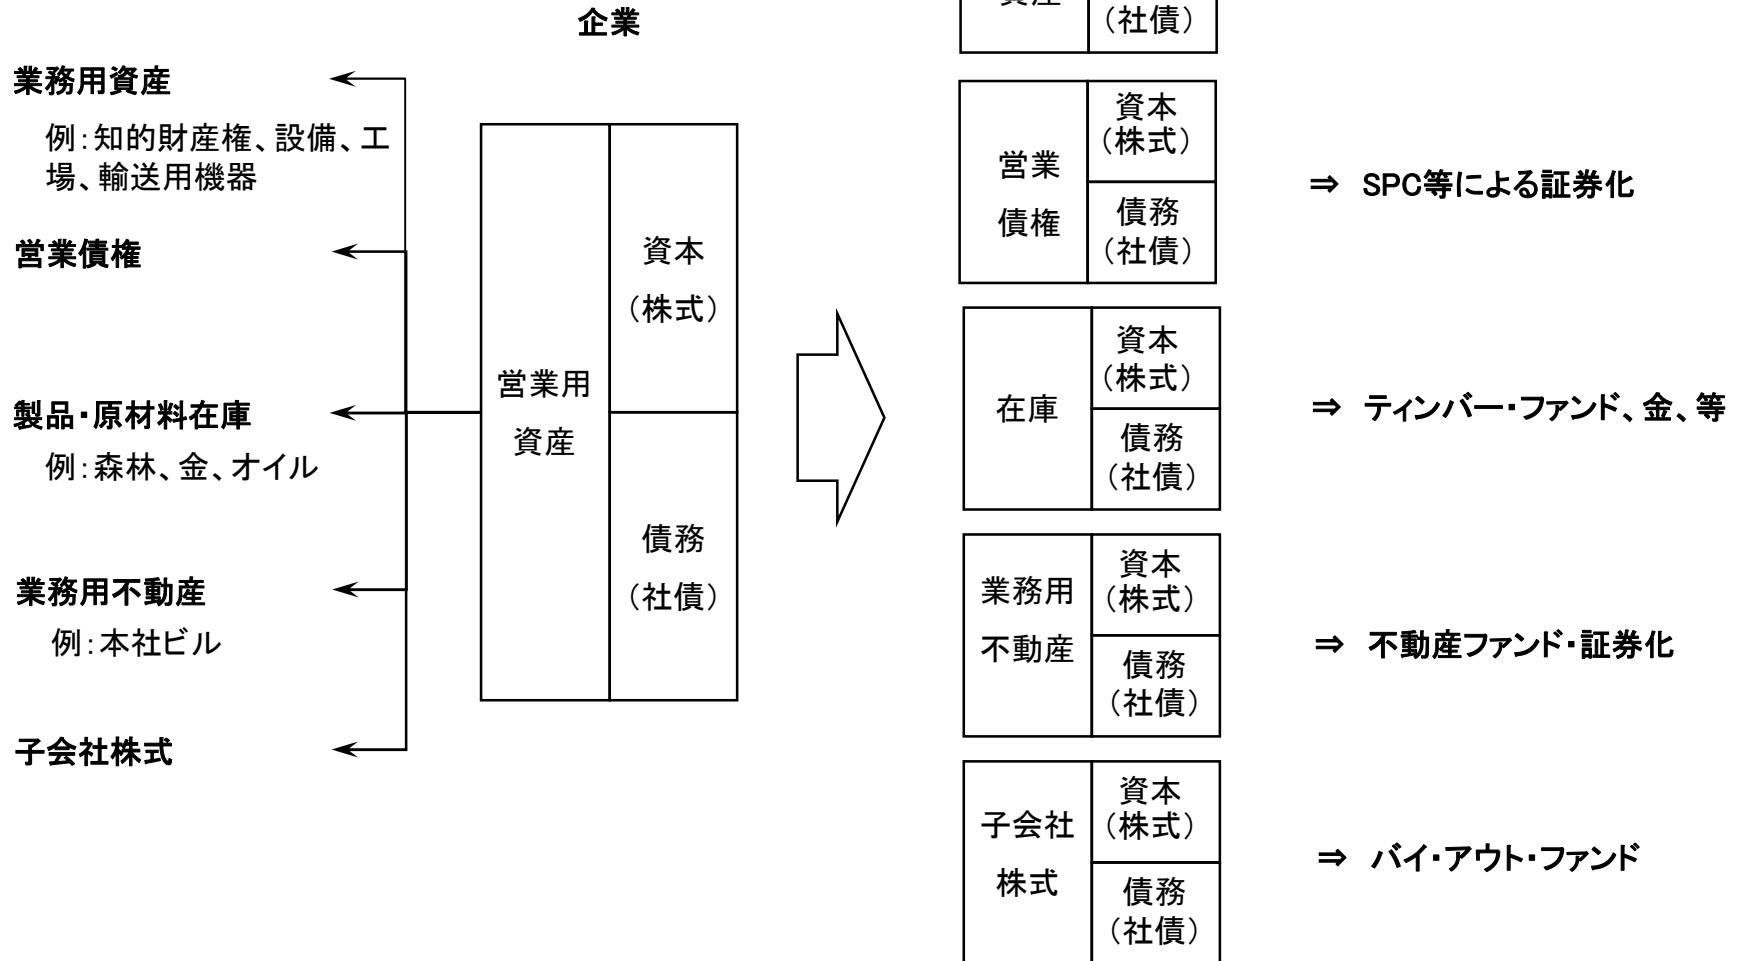 企業
業務用資産
例：知的財産権、設備、工
場、輸送用機器
営業債権
製品・原材料在庫
例：森林、金、オイル
業務用不動産
例：本社ビル
子会社株式
営業用
資産
資本
（株式）
債務
（社債）
（社債）
営業
債権
資本
（株式）
債務
（社債）
⇒ SPC等による証券化
在庫
資本
（株式）
債務
（社債）
⇒ ティンバー・ファンド、金、等
業務用
不動産
資本
（株式）
債務
（社債）
⇒ 不動産ファンド・証券化
子会社
株式
資本
（株式）
債務
（社債）
⇒ バイ・アウト・ファンド